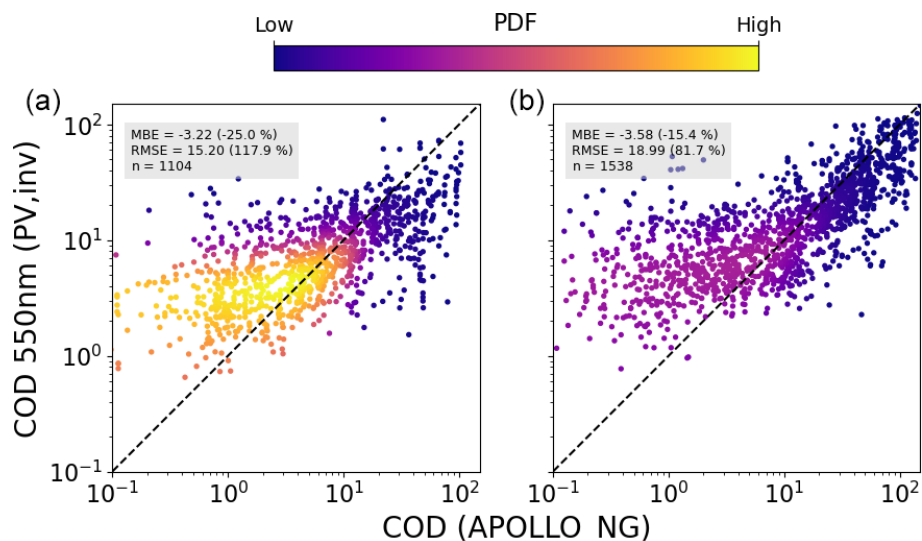 PDF
Low High
(a)
MBE = -3.22 (-25.0 %)
RMSE = 15.20 (117.9 %)
n = 1104
(b)
MBE = -3.58 (-15.4 %)
RMSE = 18.99 (81.7 %)
n = 1538
COD 550nm (PV,inv)
10²
10¹
10⁰
10⁻¹
10⁻¹ 10⁰ 10¹ 10²
10⁻¹ 10⁰ 10¹ 10²
COD (APOLLO_NG)